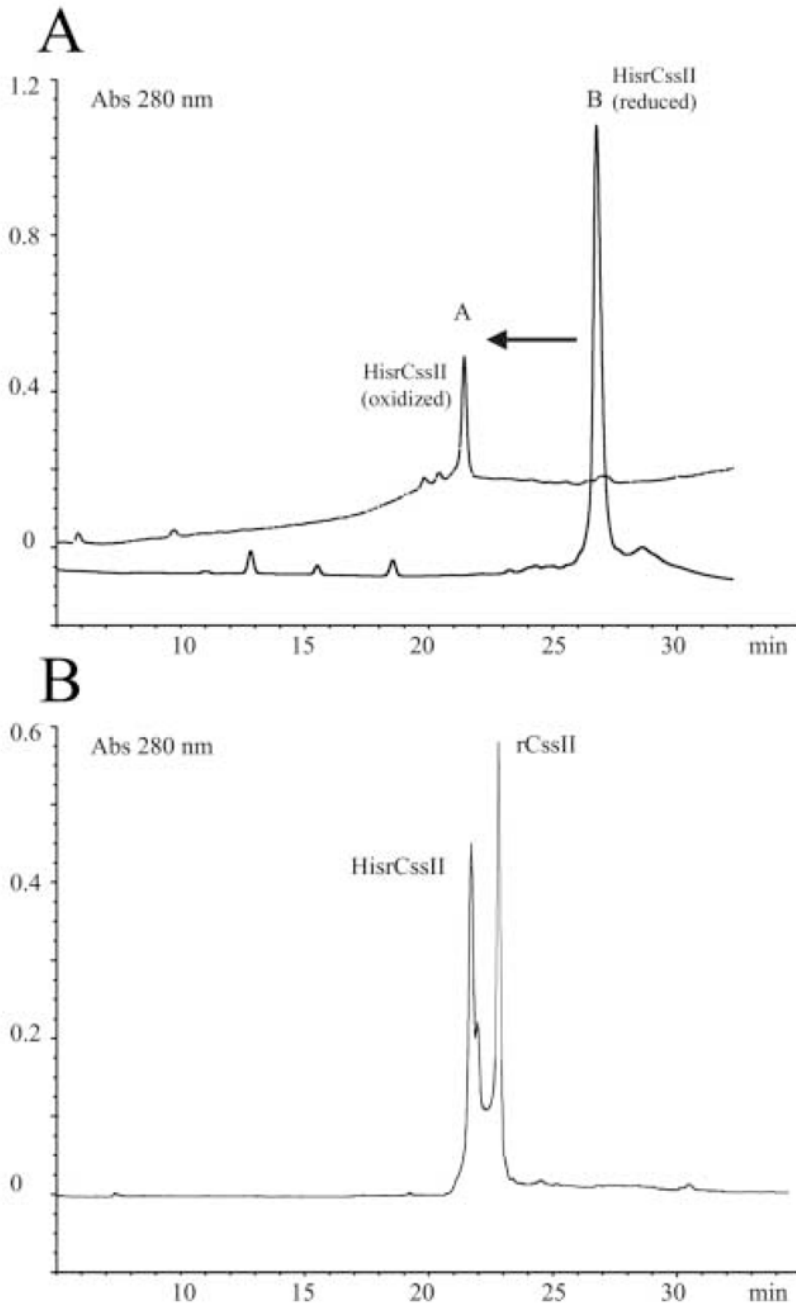 A
1.2
Abs 280 nm
HisrCssII
B (reduced)
0.8
A
HisrCssII
(oxidized)
0.4
0
10 15 20 25 30 min
B
0.6
Abs 280 nm
rCssII
HisrCssII
0.4
0.2
0
10 15 20 25 30 min